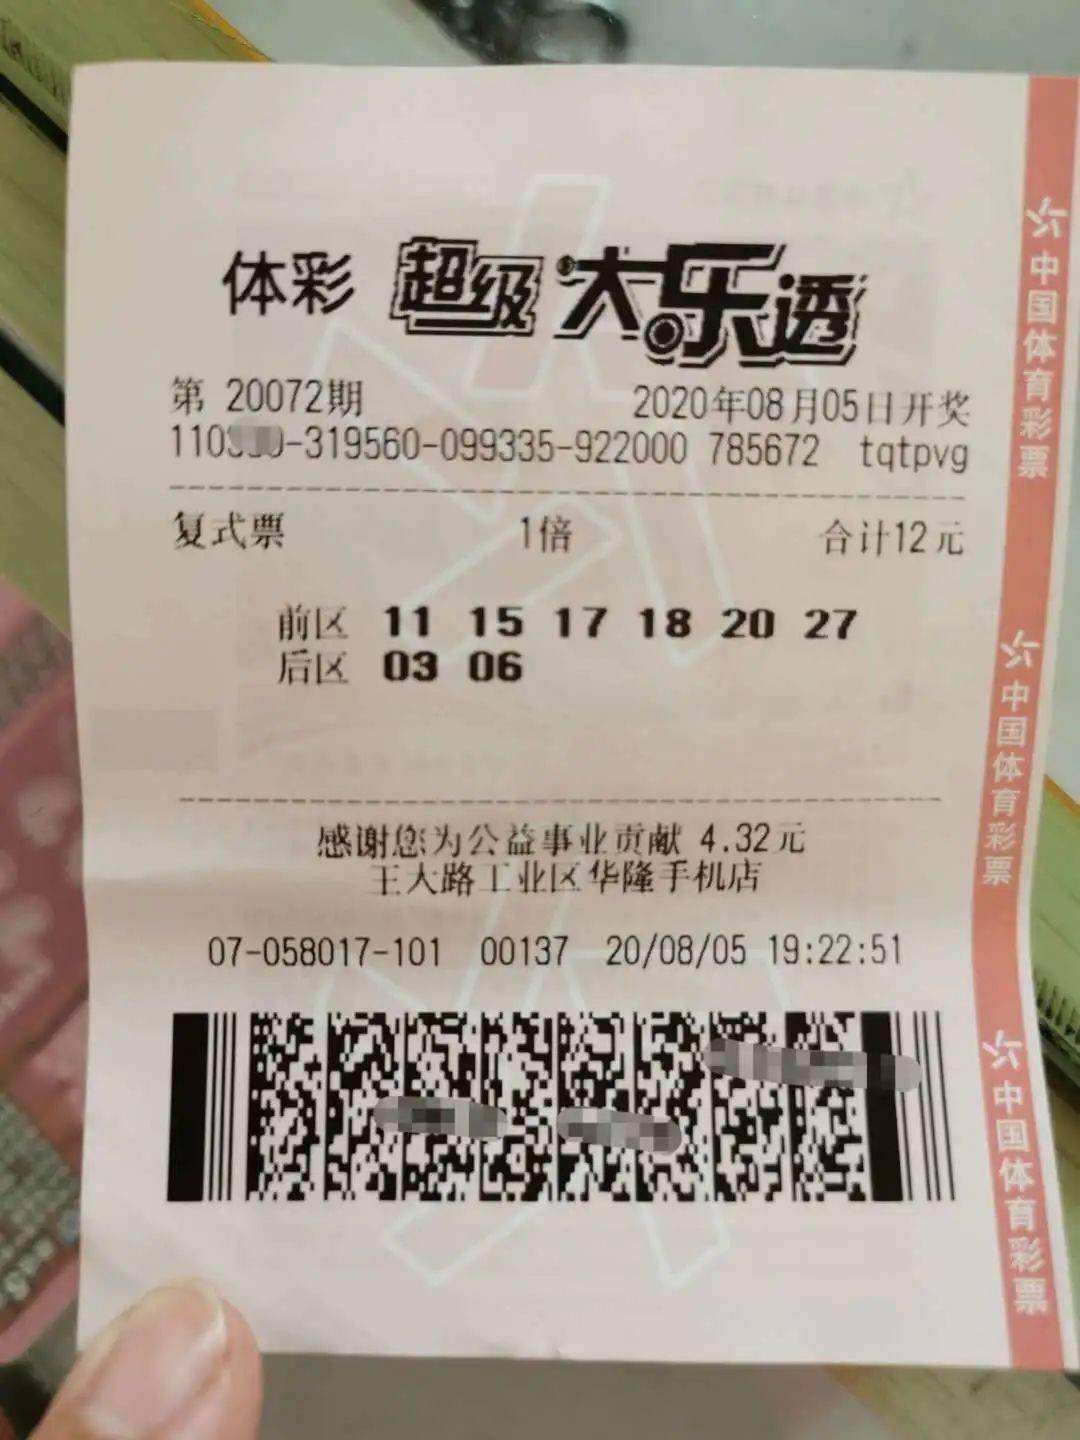 体彩 超级大乐透
第 20072期 2020年08月05日开奖
110 0-319560-099335-922000 785672 tqtpvg
复式票 1倍 合计12元
前区 11 15 17 18 20 27
后区 03 06
感谢您为公益事业贡献 4.32元
王大路工业区华隆手机店
07-058017-101 00137 20/08/05 19:22:51
中国体育彩票
中国体育彩票
中国体育彩票